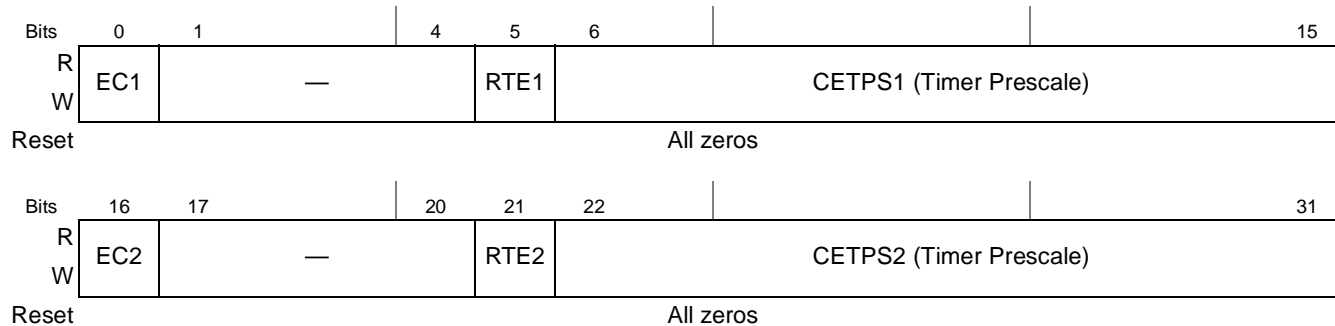 Bits 0 1 4 5 6 15
R
W
EC1 — RTE1 CETPS1 (Timer Prescale)
Reset All zeros
Bits 16 17 20 21 22 31
R
W
EC2 — RTE2 CETPS2 (Timer Prescale)
Reset All zeros